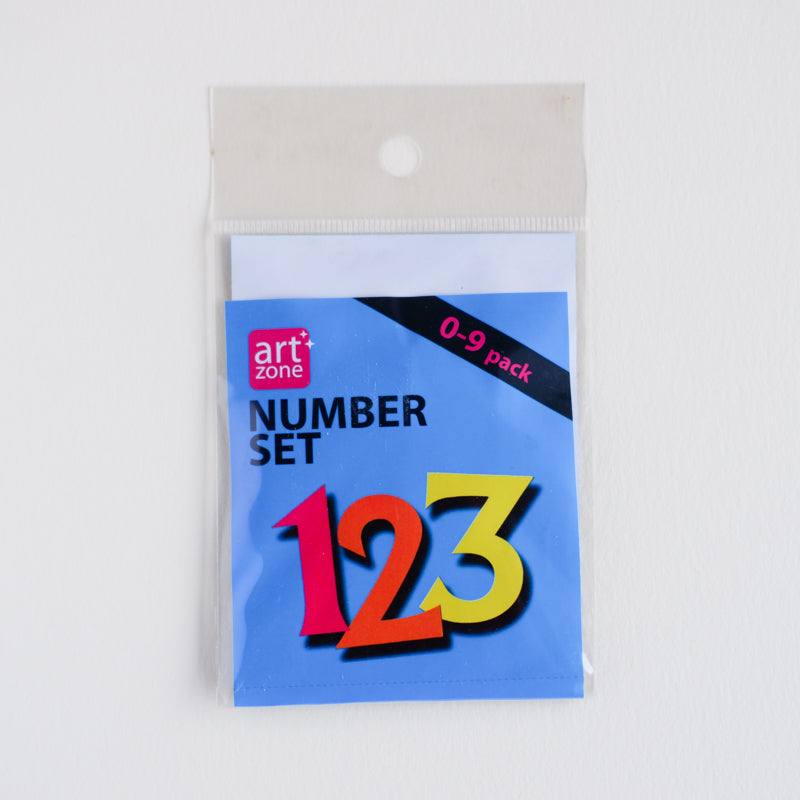 0-9 pack
art
zone
NUMBER
SET
123